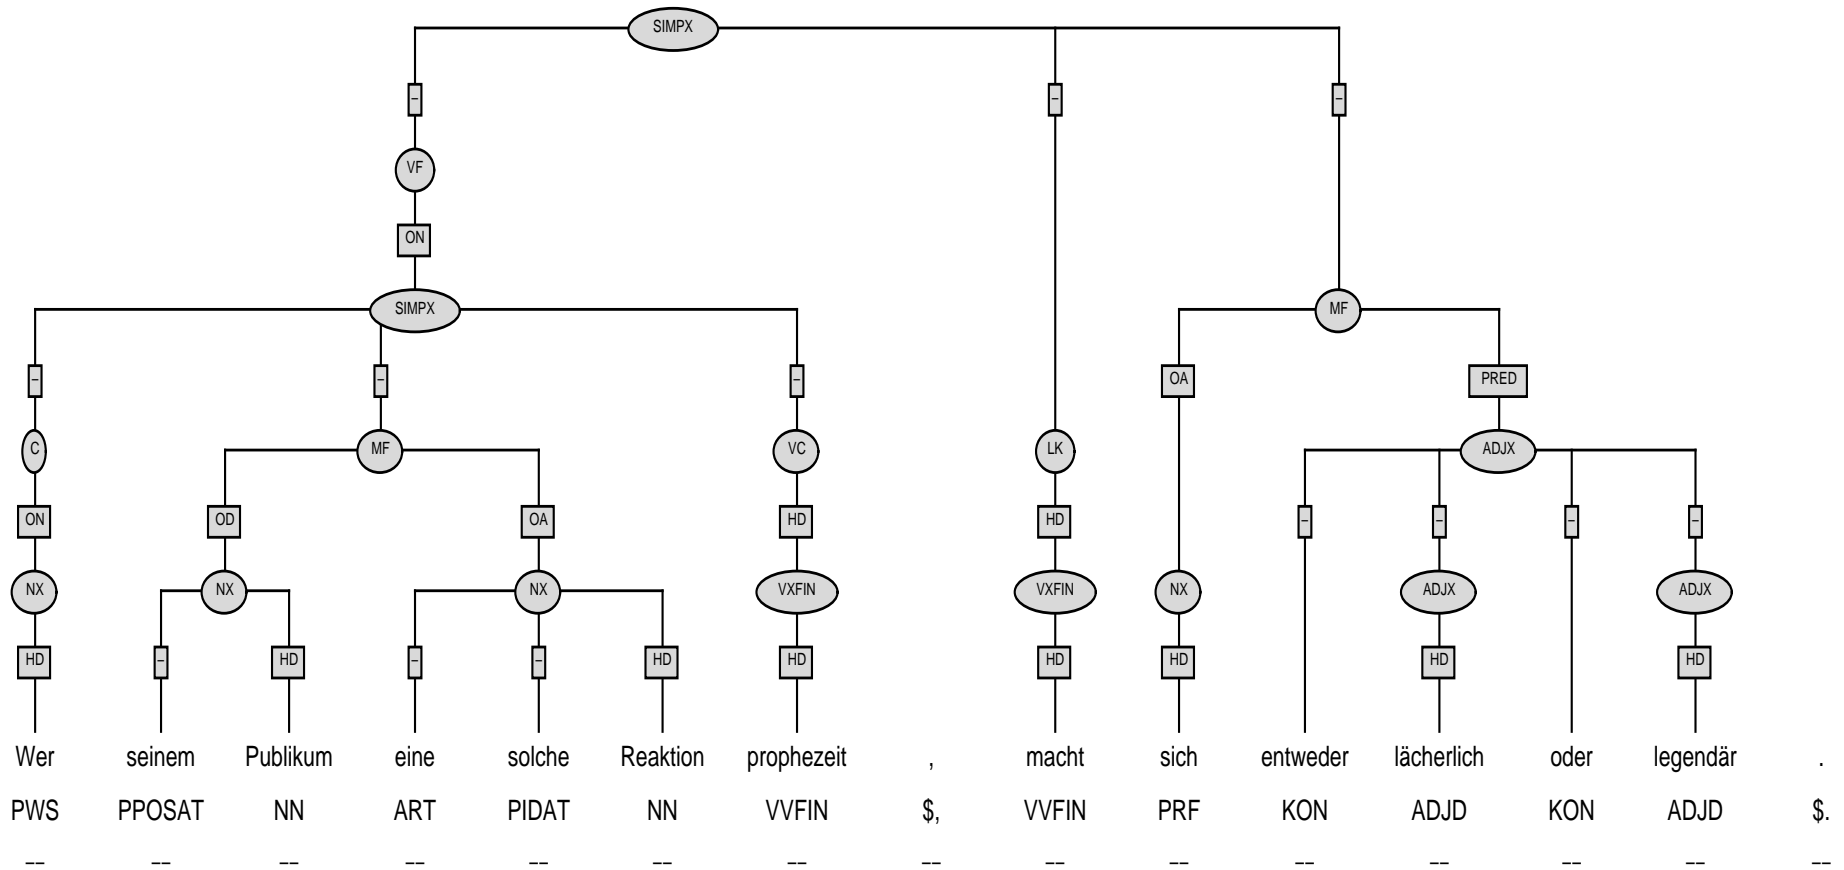 SIMPX
– – –
VF
ON
SIMPX MF
– – – OA PRED
C MF VC LK ADJX
ON OD OA HD HD – – – –
NX NX NX VXFIN VXFIN NX ADJX ADJX
HD – HD – – HD HD HD HD HD HD
Wer seinem Publikum eine solche Reaktion prophezeit , macht sich entweder lächerlich oder legendär .
PWS PPOSAT NN ART PIDAT NN VVFIN $, VVFIN PRF KON ADJD KON ADJD $.
-- -- -- -- -- -- -- -- -- -- -- -- -- -- --